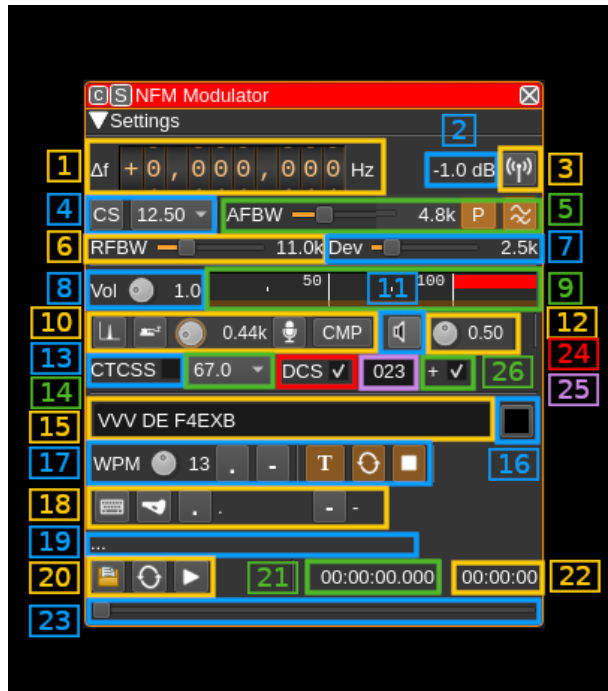 C S NFM Modulator
Settings
2
1 Δf +0,000,000 Hz -1.0 dB 3
4 CS 12.50 AFBW 4.8k P 5
6 RFBW 11.0k Dev 2.5k 7
8 Vol 1.0 50 11 100 9
10 0.44k CMP 0.50 12
24
13 CTCSS 67.0 DCS ✓ 023 + ✓ 26
14 25
15 VVV DE F4EXB
17 WPM 13 . - T 16
18 . . - -
19 ...
20 21 00:00:00.000 00:00:00 22
23